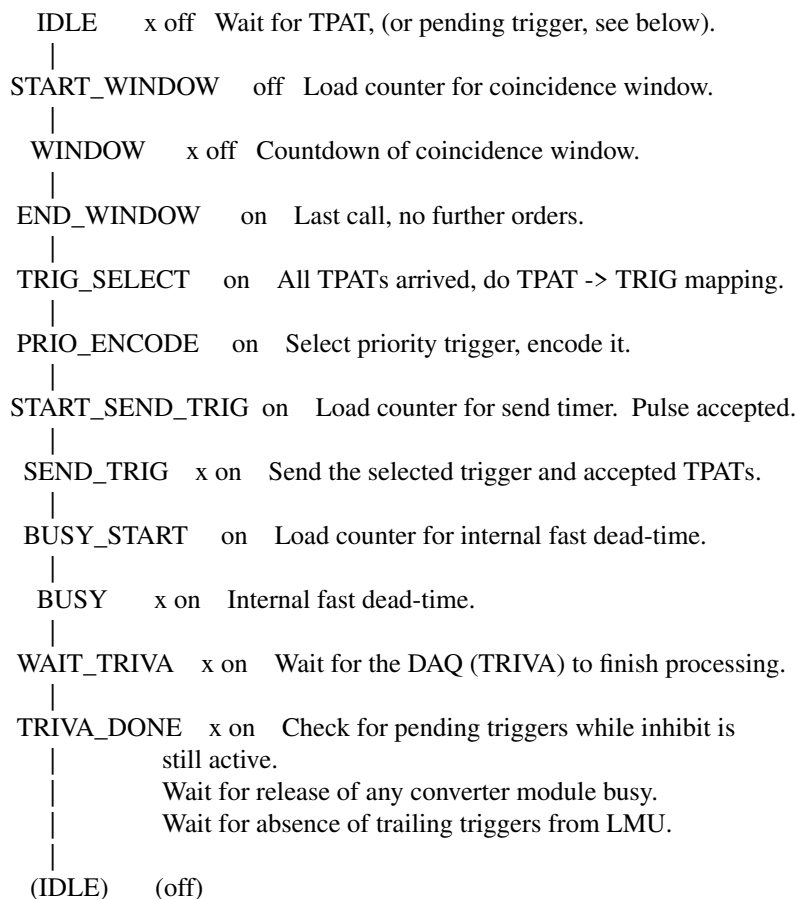 IDLE x off Wait for TPAT, (or pending trigger, see below).
|
START_WINDOW off Load counter for coincidence window.
|
WINDOW x off Countdown of coincidence window.
|
END_WINDOW on Last call, no further orders.
|
TRIG_SELECT on All TPATs arrived, do TPAT -> TRIG mapping.
|
PRIO_ENCODE on Select priority trigger, encode it.
|
START_SEND_TRIG on Load counter for send timer. Pulse accepted.
|
SEND_TRIG x on Send the selected trigger and accepted TPATs.
|
BUSY_START on Load counter for internal fast dead-time.
|
BUSY x on Internal fast dead-time.
|
WAIT_TRIVA x on Wait for the DAQ (TRIVA) to finish processing.
|
TRIVA_DONE x on Check for pending triggers while inhibit is
| still active.
| Wait for release of any converter module busy.
| Wait for absence of trailing triggers from LMU.
|
(IDLE) (off)